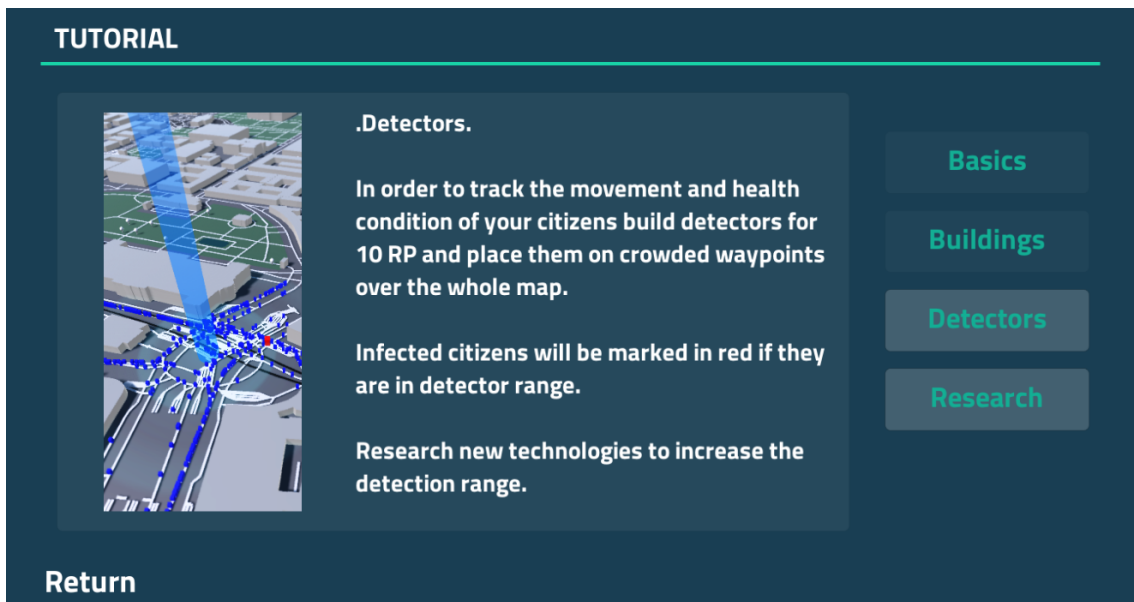 TUTORIAL
.Detectors.
In order to track the movement and health
condition of your citizens build detectors for
10 RP and place them on crowded waypoints
over the whole map.
Infected citizens will be marked in red if they
are in detector range.
Research new technologies to increase the
detection range.
Basics
Buildings
Detectors
Research
Return